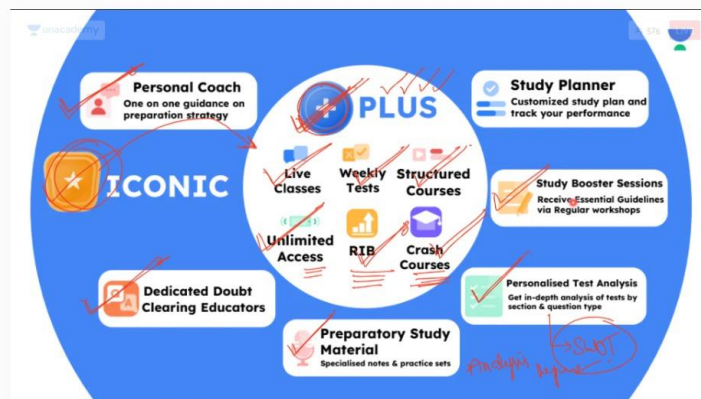 unacademy
576
LIVE
Personal Coach
One on one guidance on
preparation strategy
PLUS
Study Planner
Customized study plan and
track your performance
ICONIC
Live
Classes
Weekly
Tests
Structured
Courses
Unlimited
Access
RIB
Crash
Courses
Study Booster Sessions
Receive Essential Guidelines
via Regular workshops
Dedicated Doubt
Clearing Educators
Personalised Test Analysis
Get in-depth analysis of tests by
section & question type
Preparatory Study
Material
Specialised notes & practice sets
SWOT
Analysis